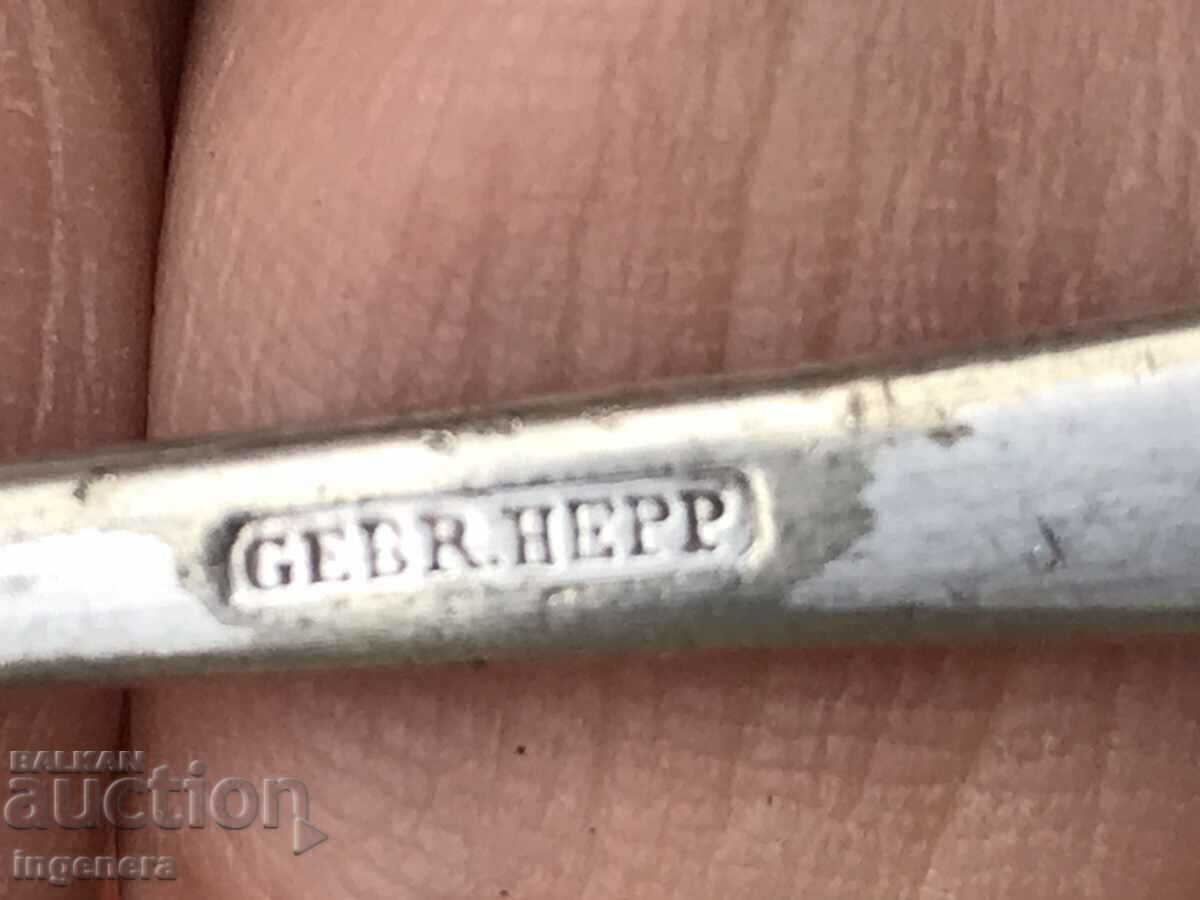 GEBR.HEPP
BALKAN
auction
ingenera